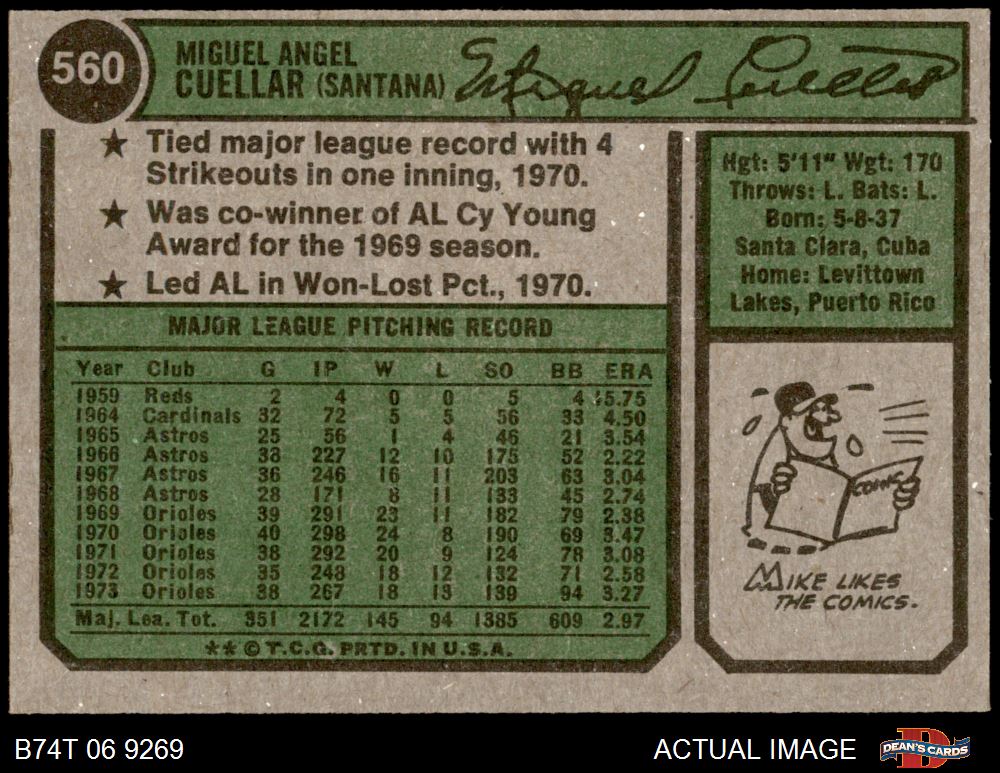 560
MIGUEL ANGEL
CUELLAR (SANTANA)
Miguel Cuellar
★ Tied major league record with 4
Strikeouts in one inning, 1970.
★ Was co-winner of AL Cy Young
Award for the 1969 season.
★ Led AL in Won-Lost Pct., 1970.
Hgt: 5'11" Wgt: 170
Throws: L. Bats: L.
Born: 5-8-37
Santa Clara, Cuba
Home: Levittown
Lakes, Puerto Rico
MAJOR LEAGUE PITCHING RECORD
Year Club G IP W L SO BB ERA
1959 Reds 2 4 0 0 5 4 15.75
1964 Cardinals 32 72 5 5 56 33 4.50
1965 Astros 25 56 1 4 46 21 3.54
1966 Astros 38 227 12 10 175 52 2.22
1967 Astros 36 246 16 11 203 63 3.04
1968 Astros 28 171 8 11 133 45 2.74
1969 Orioles 39 291 23 11 182 79 2.38
1970 Orioles 40 298 24 8 190 69 3.47
1971 Orioles 38 292 20 9 124 78 3.08
1972 Orioles 35 248 18 12 132 71 2.58
1973 Orioles 38 267 18 13 139 94 3.27
Maj. Lea. Tot. 351 2172 145 94 1385 609 2.97
** © T.C.G. PRTD. IN U.S.A.
COMIC
MIKE LIKES
THE COMICS.
B74T 06 9269
ACTUAL IMAGE
DEAN'S CARDS